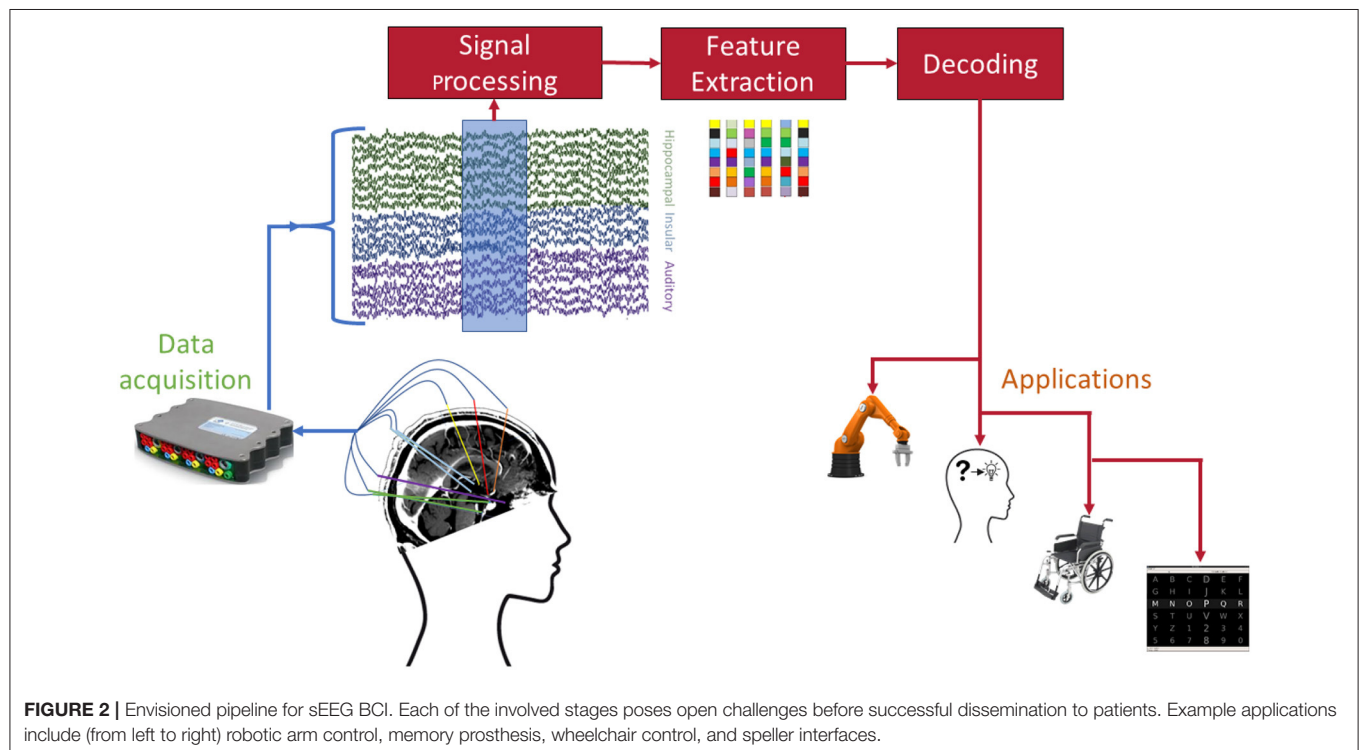 Signal
Processing
Feature
Extraction
Decoding
Hippocampal
Insular
Auditory
Data
acquisition
Applications
?
A B C D E F
G H I J K L
M N O P Q R
S T U V W X
Y Z 1 2 3 4
5 6 7 8 9 0
FIGURE 2 | Envisioned pipeline for sEEG BCI. Each of the involved stages poses open challenges before successful dissemination to patients. Example applications
include (from left to right) robotic arm control, memory prosthesis, wheelchair control, and speller interfaces.